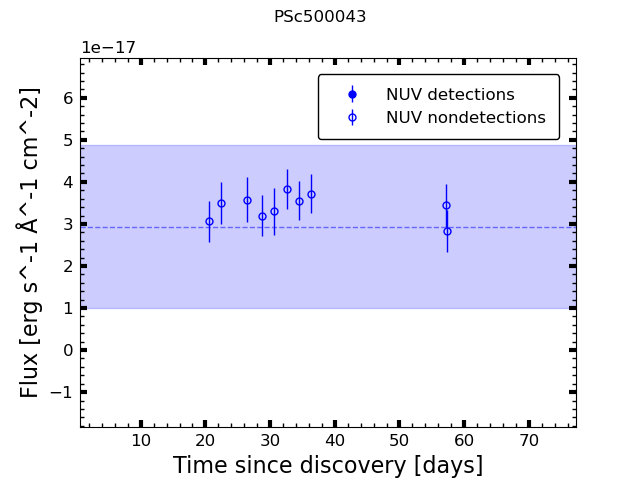 PSc500043
1e−17
NUV detections
NUV nondetections
6
5
4
3
2
1
0
−1
Flux [erg s^-1 Å^-1 cm^-2]
10 20 30 40 50 60 70
Time since discovery [days]